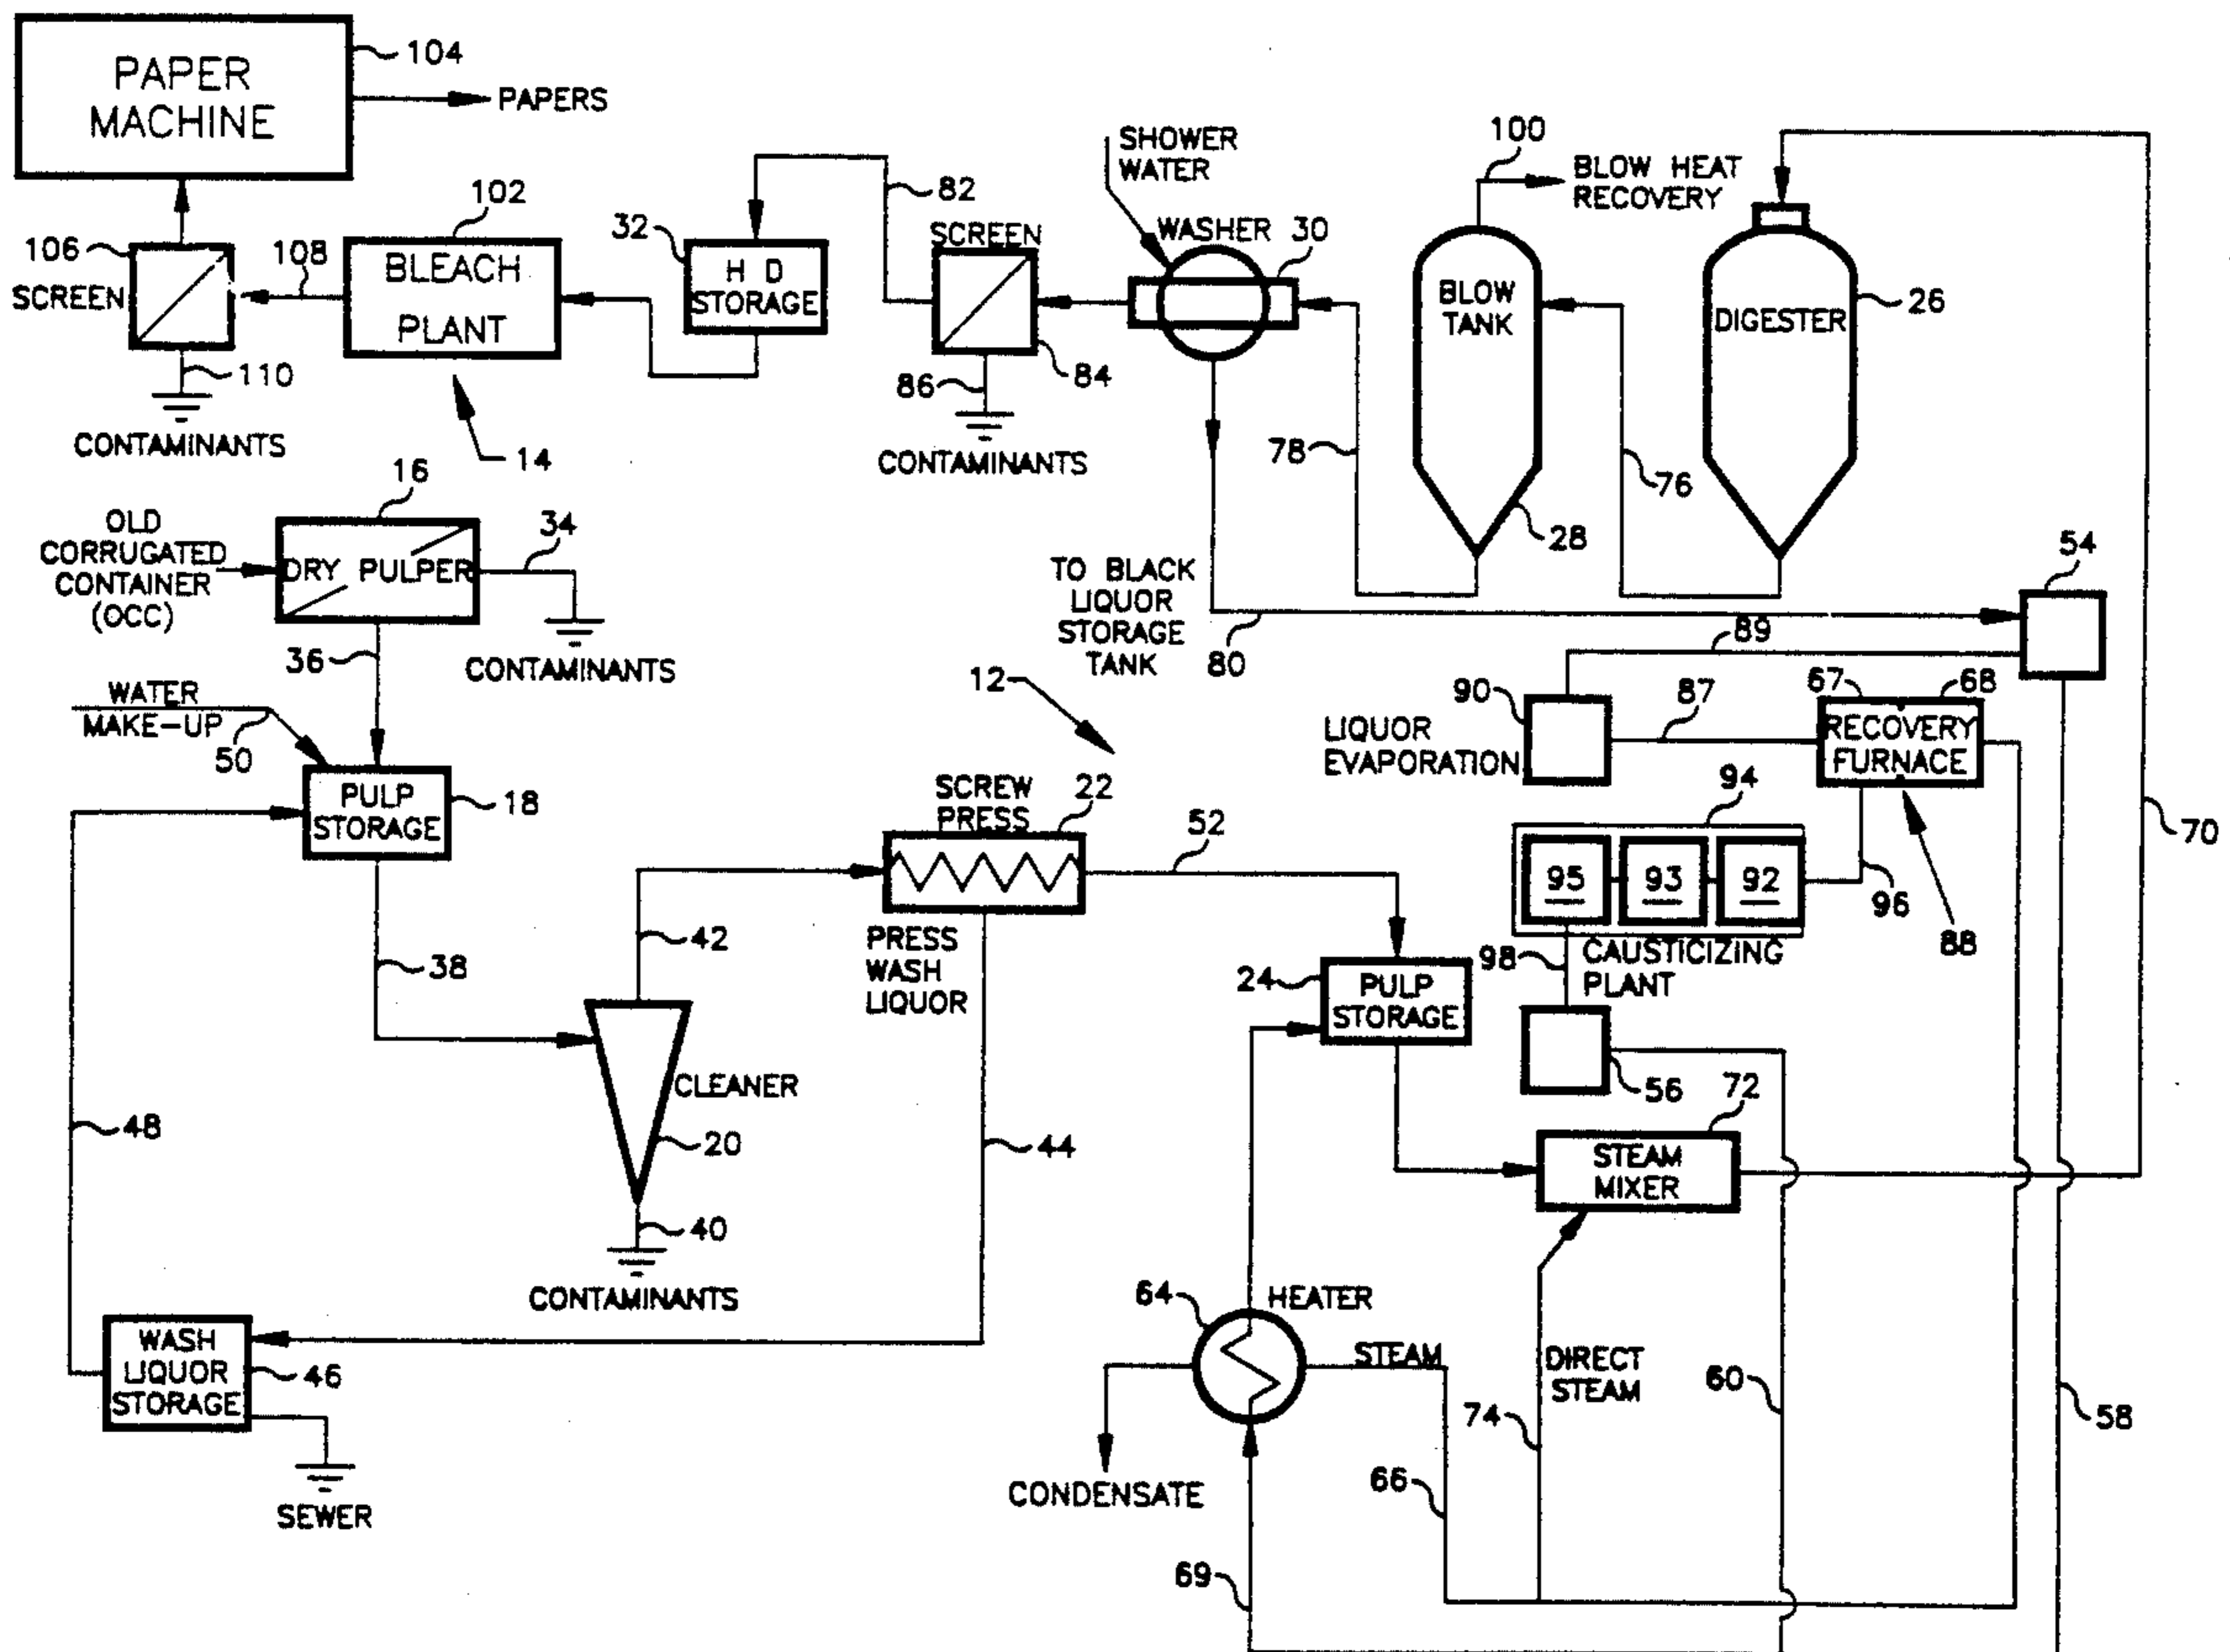 PAPER
MACHINE
104
PAPERS
SHOWER
WATER
100
BLOW HEAT
RECOVERY
102
82
106
SCREEN
108
BLEACH
PLANT
32
H D
STORAGE
SCREEN
WASHER 30
BLOW
TANK
DIGESTER
26
110
CONTAMINANTS
14
86
84
CONTAMINANTS
78
76
28
16
OLD
CORRUGATED
CONTAINER
(OCC)
DRY PULPER
34
CONTAMINANTS
36
TO BLACK
LIQUOR
STORAGE
TANK
80
54
89
WATER
MAKE-UP
50
12
90
LIQUOR
EVAPORATION
87
67
68
RECOVERY
FURNACE
PULP
STORAGE
18
SCREW
PRESS
22
52
94
70
95
93
92
96
88
CAUSTICIZING
PLANT
98
42
38
PRESS
WASH
LIQUOR
24
PULP
STORAGE
56
72
CLEANER
20
48
44
STEAM
MIXER
40
CONTAMINANTS
64
HEATER
STEAM
DIRECT
STEAM
60
58
WASH
LIQUOR
STORAGE
46
74
CONDENSATE
66
SEWER
69